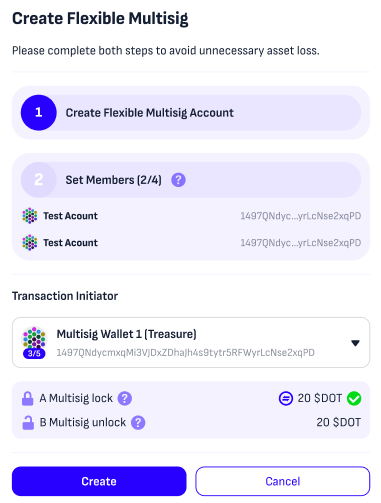 Create Flexible Multisig
Please complete both steps to avoid unnecessary asset loss.
1 Create Flexible Multisig Account
2 Set Members (2/4) ?
Test Acount 1497QNdyc...yrLcNse2xqPD
Test Acount 1497QNdyc...yrLcNse2xqPD
Transaction Initiator
Multisig Wallet 1 (Treasure)
3/5 1497QNdycmxqMi3VjDxZDhaJh4s9tytr5RFWyrLcNse2xqPD
A Multisig lock ? 20 $DOT
B Multisig unlock ? 20 $DOT
Create Cancel